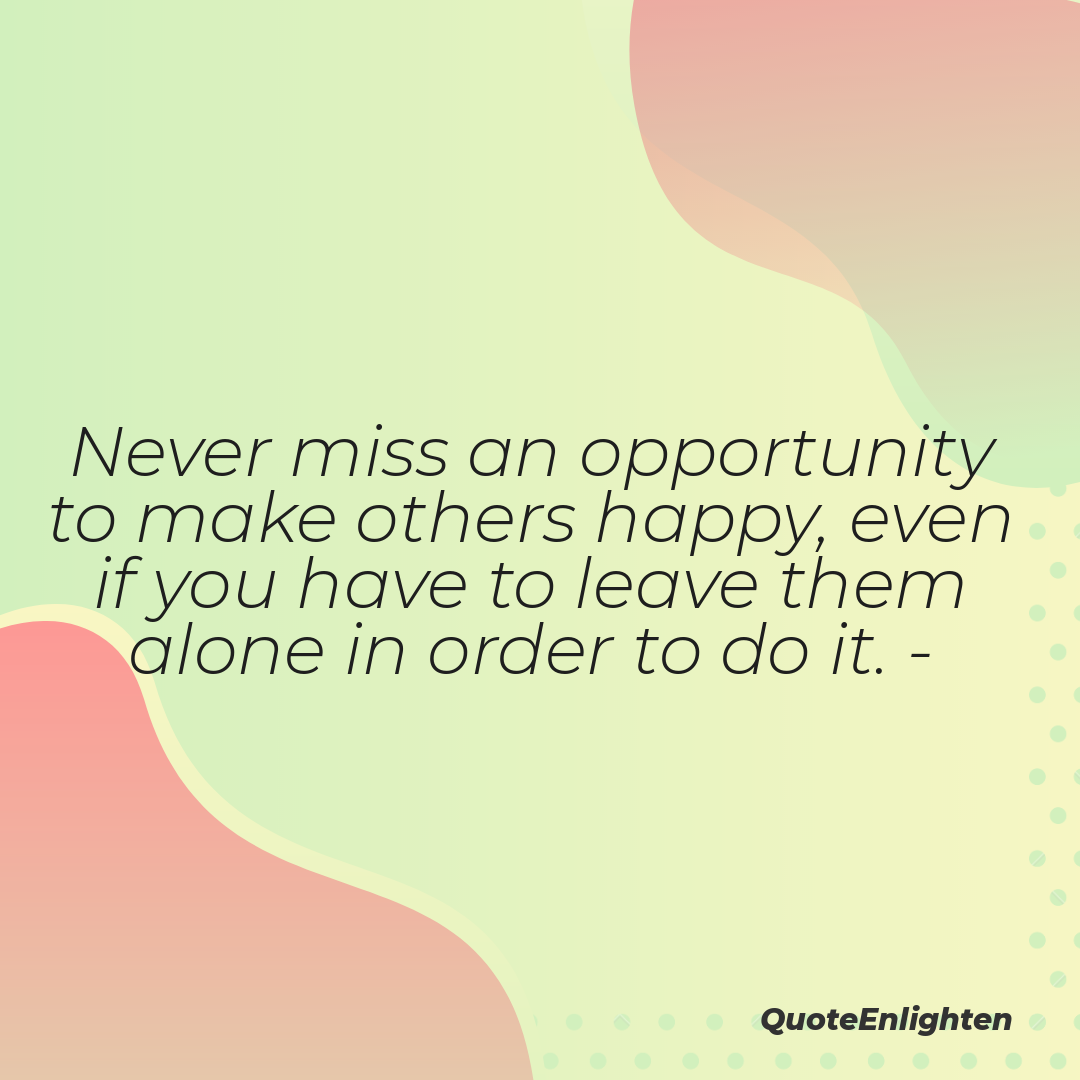 Never miss an opportunity
to make others happy, even
if you have to leave them
alone in order to do it. -
QuoteEnlighten